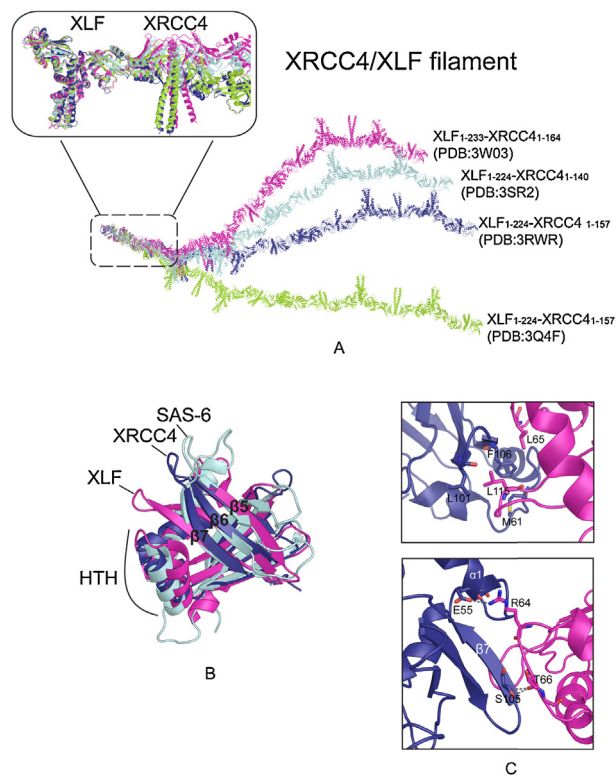 XLF XRCC4
XRCC4/XLF filament
XLF1-233-XRCC41-164
(PDB:3W03)
XLF1-224-XRCC41-140
(PDB:3SR2)
XLF1-224-XRCC4 1-157
(PDB:3RWR)
XLF1-224-XRCC41-157
(PDB:3Q4F)
A
SAS-6
XRCC4
XLF
β5
β6
β7
HTH
B
L65
F106
L101 L115
M61
α1
E55 R64
β7
T66
S105
C